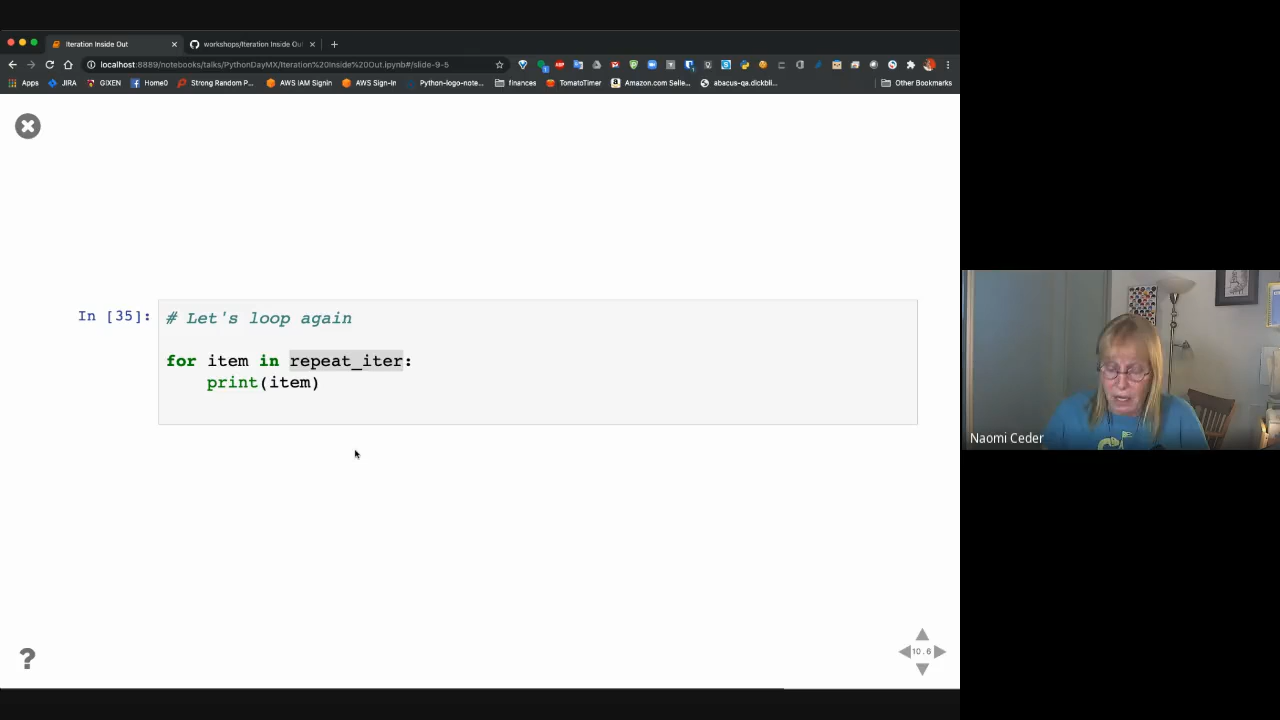 Iteration Inside Out
workshops/Iteration Inside Ou
localhost:8889/notebooks/talks/PythonDayMX/Iteration%20Inside%20Out.ipynb#/slide-9-5
Apps JIRA GIXEN Home0 Strong Random P... AWS IAM Signin AWS Sign-In Python-logo-note... finances TomatoTimer Amazon.com Selle... abacus-qa.dickbli... Other Bookmarks
In [35]:
# Let's loop again
for item in repeat_iter:
print(item)
Naomi Ceder
?
10.6